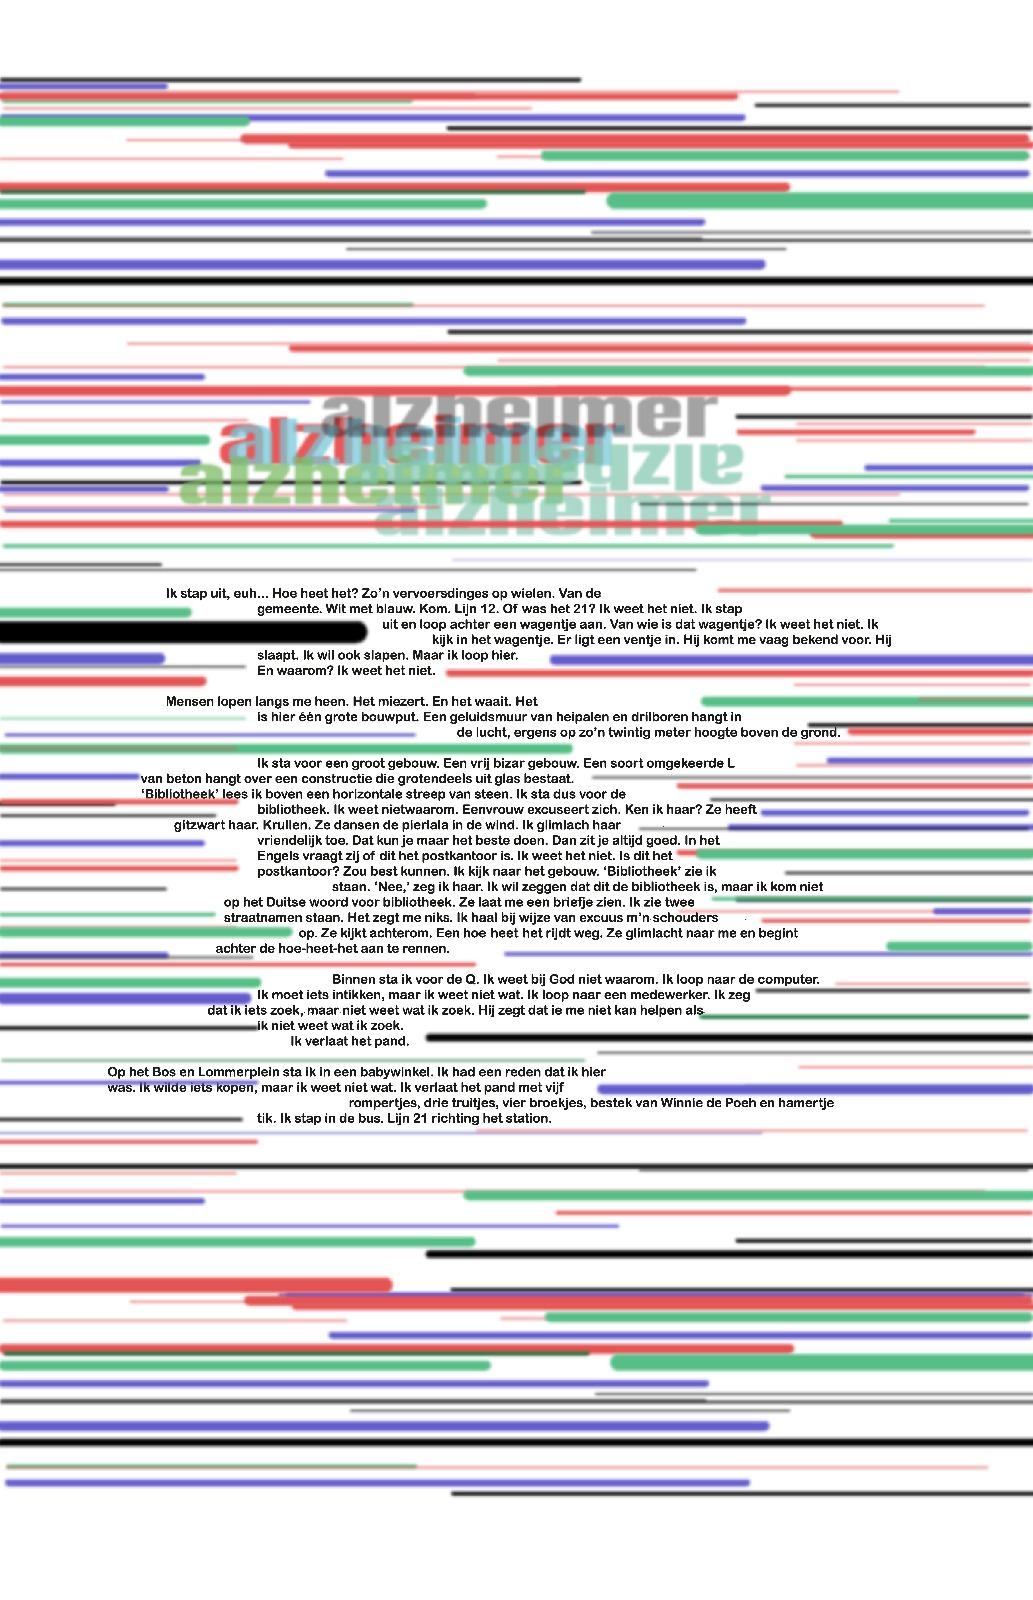 alzheimer
alzheimer
alzheimer
alzheimer
alzheimer
alzheimer
Ik stap uit, euh... Hoe heet het? Zo'n vervoersdinges op wielen. Van de
gemeente. Wit met blauw. Kom. Lijn 12. Of was het 21? Ik weet het niet. Ik stap
uit en loop achter een wagentje aan. Van wie is dat wagentje? Ik weet het niet. Ik
kijk in het wagentje. Er ligt een ventje in. Hij komt me vaag bekend voor. Hij
slaapt. Ik wil ook slapen. Maar ik loop hier.
En waarom? Ik weet het niet.
Mensen lopen langs me heen. Het miezert. En het waait. Het
is hier één grote bouwput. Een geluidsmuur van heipalen en drilboren hangt in
de lucht, ergens op zo'n twintig meter hoogte boven de grond.
Ik sta voor een groot gebouw. Een vrij bizar gebouw. Een soort omgekeerde L
van beton hangt over een constructie die grotendeels uit glas bestaat.
'Bibliotheek' lees ik boven een horizontale streep van steen. Ik sta dus voor de
bibliotheek. Ik weet nietwaarom. Eenvrouw excuseert zich. Ken ik haar? Ze heeft
gitzwart haar. Krullen. Ze dansen de pierlala in de wind. Ik glimlach haar
vriendelijk toe. Dat kun je maar het beste doen. Dan zit je altijd goed. In het
Engels vraagt zij of dit het postkantoor is. Ik weet het niet. Is dit het
postkantoor? Zou best kunnen. Ik kijk naar het gebouw. 'Bibliotheek' zie ik
staan. 'Nee,' zeg ik haar. Ik wil zeggen dat dit de bibliotheek is, maar ik kom niet
op het Duitse woord voor bibliotheek. Ze laat me een briefje zien. Ik zie twee
straatnamen staan. Het zegt me niks. Ik haal bij wijze van excuus m'n schouders
op. Ze kijkt achterom. Een hoe heet het rijdt weg. Ze glimlacht naar me en begint
achter de hoe-heet-het aan te rennen.
Binnen sta ik voor de Q. Ik weet bij God niet waarom. Ik loop naar de computer.
Ik moet iets intikken, maar ik weet niet wat. Ik loop naar een medewerker. Ik zeg
dat ik iets zoek, maar niet weet wat ik zoek. Hij zegt dat ie me niet kan helpen als
ik niet weet wat ik zoek.
Ik verlaat het pand.
Op het Bos en Lommerplein sta ik in een babywinkel. Ik had een reden dat ik hier
was. Ik wilde iets kopen, maar ik weet niet wat. Ik verlaat het pand met vijf
rompertjes, drie truitjes, vier broekjes, bestek van Winnie de Poeh en hamertje
tik. Ik stap in de bus. Lijn 21 richting het station.